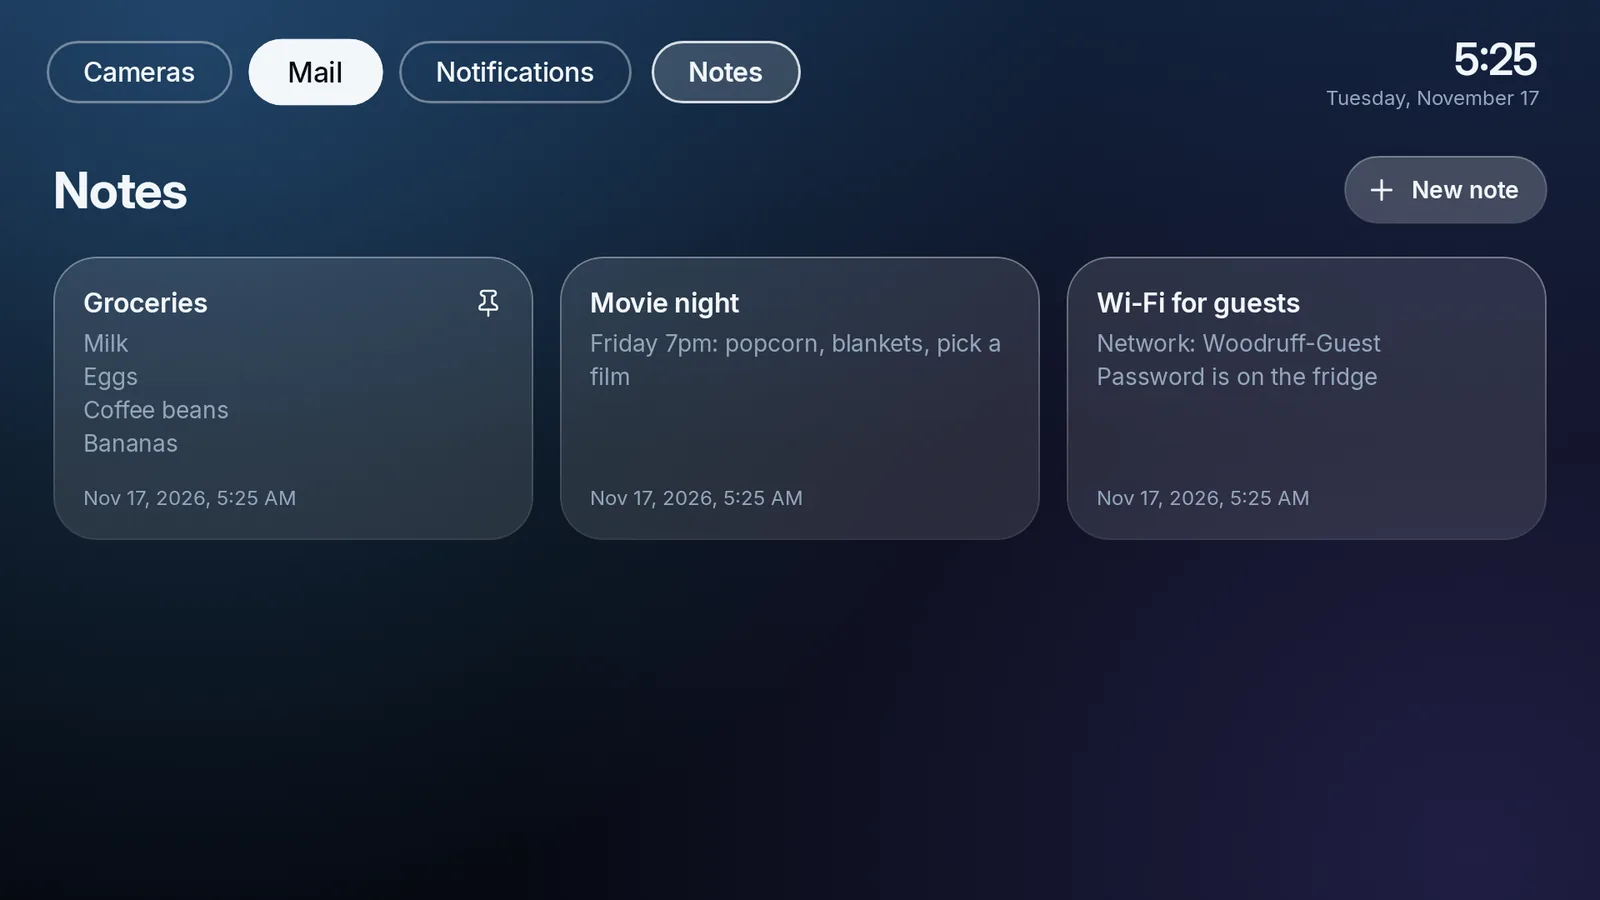 Cameras
Mail
Notifications
Notes
5:25
Tuesday, November 17
Notes
New note
Groceries
Milk
Eggs
Coffee beans
Bananas
Nov 17, 2026, 5:25 AM
Movie night
Friday 7pm: popcorn, blankets, pick a
film
Nov 17, 2026, 5:25 AM
Wi-Fi for guests
Network: Woodruff-Guest
Password is on the fridge
Nov 17, 2026, 5:25 AM